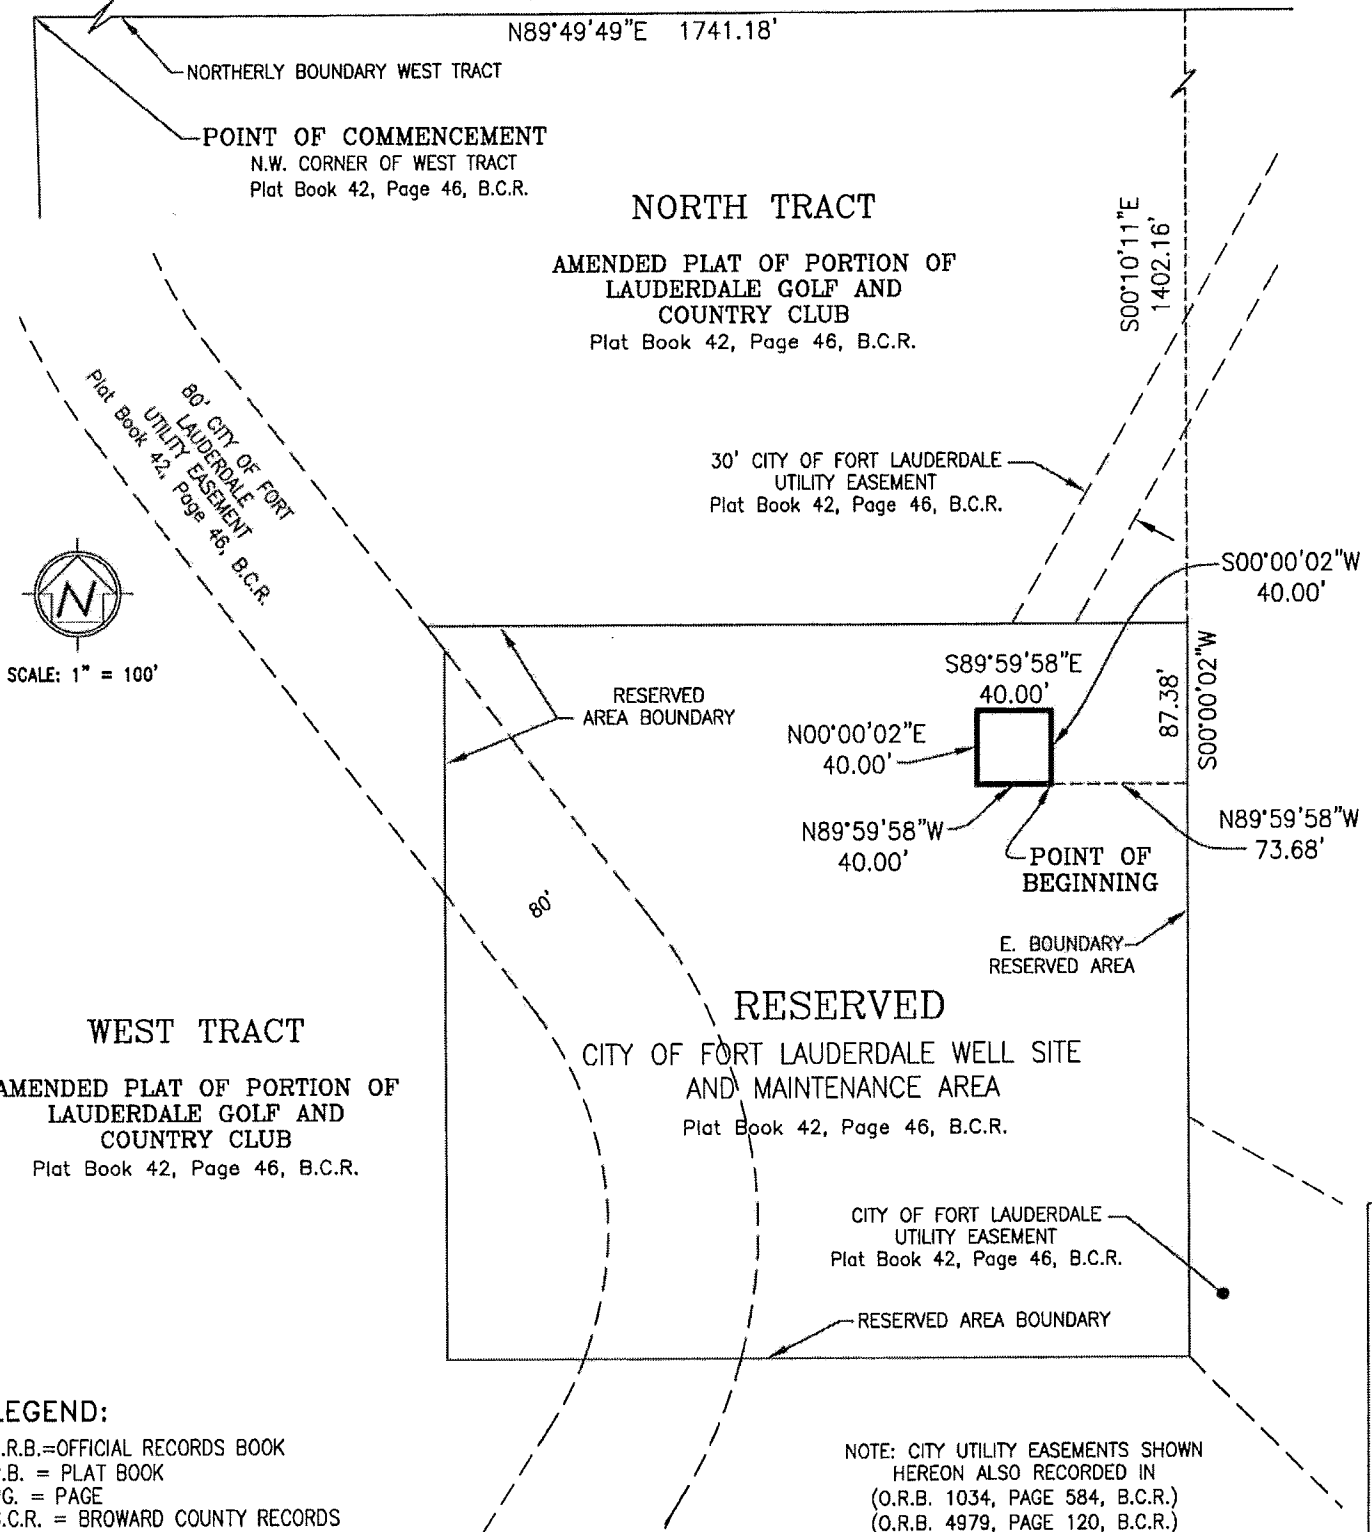 N89°49'49"E 1741.18'
NORTHERLY BOUNDARY WEST TRACT
POINT OF COMMENCEMENT
N.W. CORNER OF WEST TRACT
Plat Book 42, Page 46, B.C.R.
NORTH TRACT
AMENDED PLAT OF PORTION OF
LAUDERDALE GOLF AND
COUNTRY CLUB
Plat Book 42, Page 46, B.C.R.
S00°10'11"E
1402.16'
80' CITY OF FORT
LAUDERDALE
UTILITY EASEMENT
Plat Book 42, Page 46, B.C.R.
30' CITY OF FORT LAUDERDALE
UTILITY EASEMENT
Plat Book 42, Page 46, B.C.R.
N
SCALE: 1" = 100'
S00°00'02"W
40.00'
S89°59'58"E
40.00'
87.38'
S00°00'02"W
RESERVED
AREA BOUNDARY
N00°00'02"E
40.00'
N89°59'58"W
40.00'
N89°59'58"W
73.68'
POINT OF
BEGINNING
80'
E. BOUNDARY
RESERVED AREA
WEST TRACT
AMENDED PLAT OF PORTION OF
LAUDERDALE GOLF AND
COUNTRY CLUB
Plat Book 42, Page 46, B.C.R.
RESERVED
CITY OF FORT LAUDERDALE WELL SITE
AND MAINTENANCE AREA
Plat Book 42, Page 46, B.C.R.
CITY OF FORT LAUDERDALE
UTILITY EASEMENT
Plat Book 42, Page 46, B.C.R.
RESERVED AREA BOUNDARY
LEGEND:
.R.B.=OFFICIAL RECORDS BOOK
.B. = PLAT BOOK
G. = PAGE
.C.R. = BROWARD COUNTY RECORDS
NOTE: CITY UTILITY EASEMENTS SHOWN
HEREON ALSO RECORDED IN
(O.R.B. 1034, PAGE 584, B.C.R.)
(O.R.B. 4979, PAGE 120, B.C.R.)